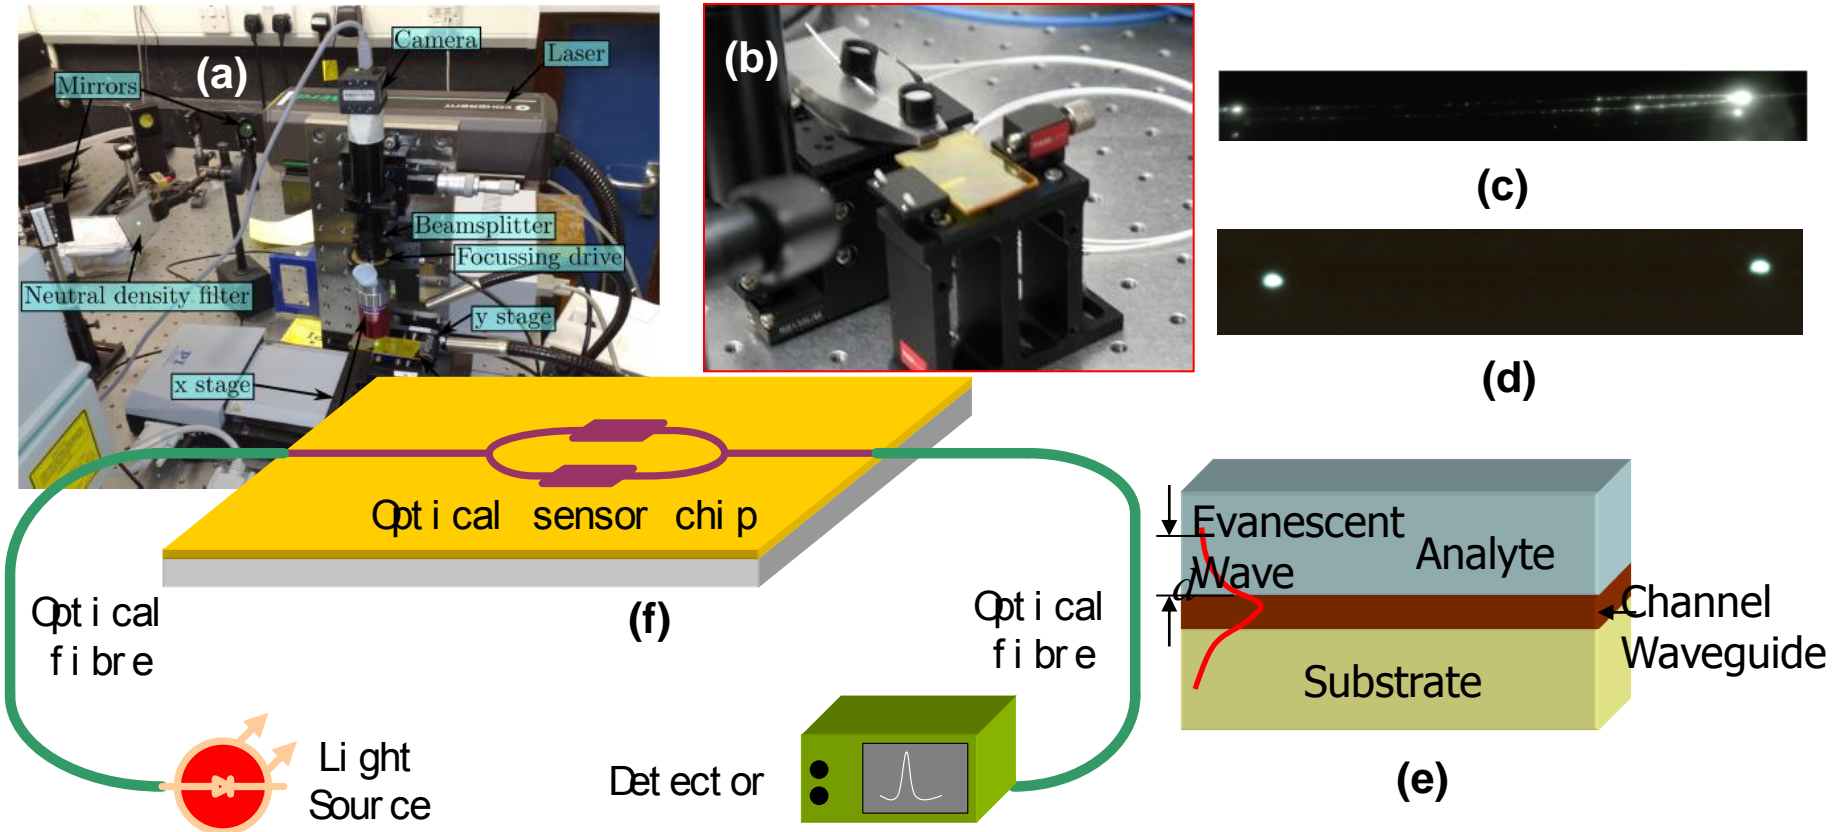 (a)
Camera
Laser
Mirrors
Beamsplitter
Focussing drive
Neutral density filter
y stage
x stage
COHERENT
(b)
(c)
(d)
Optical sensor chip
(f)
Optical
fibre
Optical
fibre
Light
Source
Detector
Evanescent
Wave
d
Analyte
Channel
Waveguide
Substrate
(e)